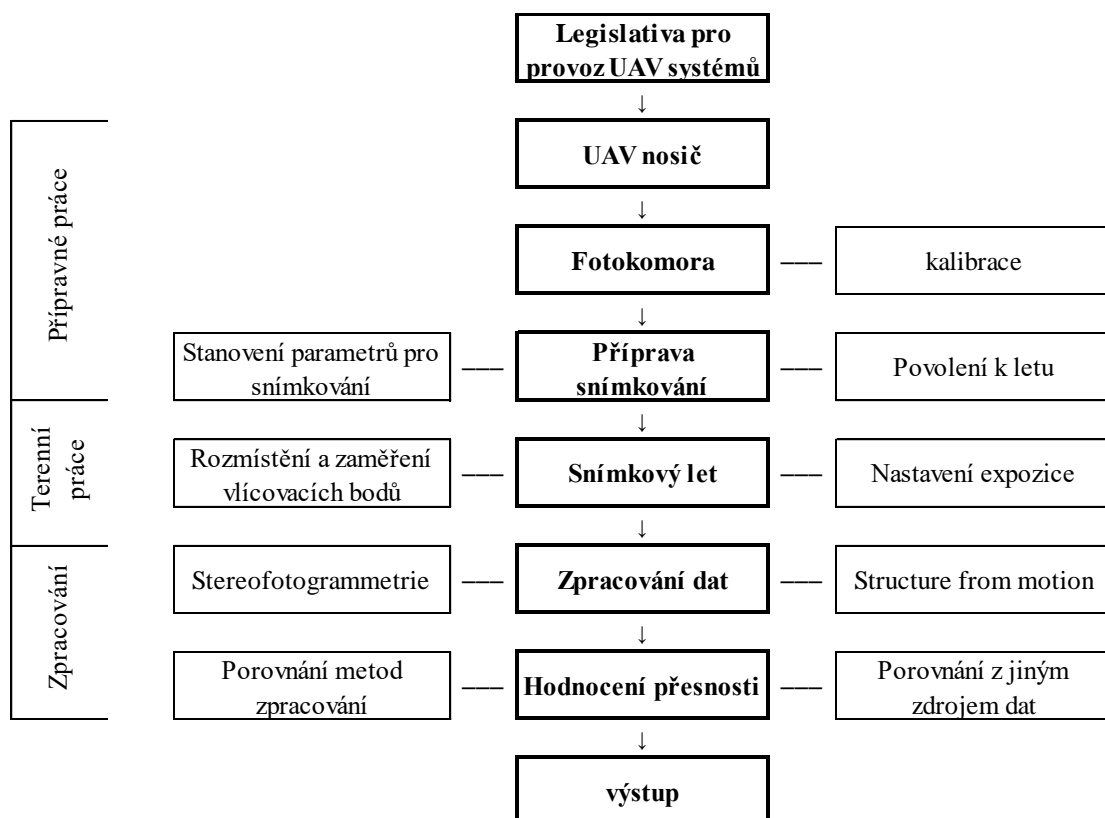 Legislativa pro
provoz UAV systémů
↓
Přípravné práce
UAV nosič
↓
Fotokomora
kalibrace
↓
Stanovení parametrů pro
snímkování
Příprava
snímkování
Povolení k letu
↓
Terenní
práce
Rozmístění a zaměření
vlícovacích bodů
Snímkový let
Nastavení expozice
↓
Zpracování
Stereofotogrammetrie
Zpracování dat
Structure from motion
↓
Porovnání metod
zpracování
Hodnocení přesnosti
Porovnání z jiným
zdrojem dat
↓
výstup